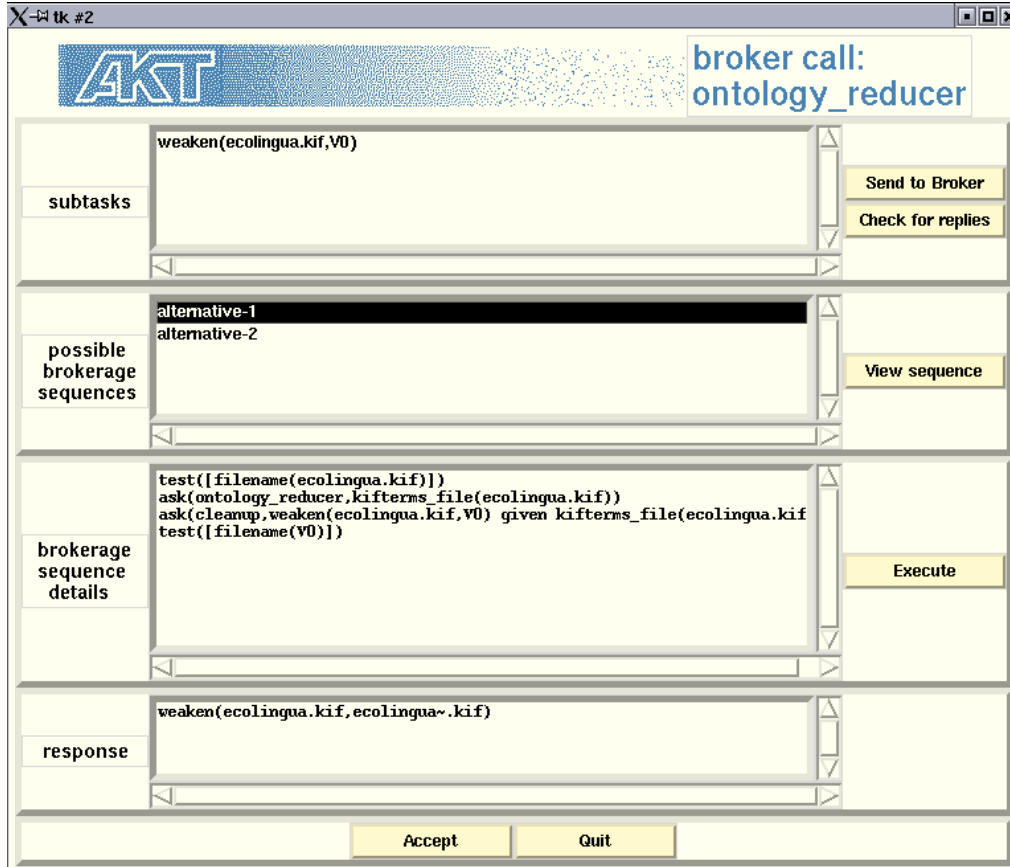 tk #2
AKT
broker call:
ontology_reducer
subtasks
weaken(ecolingua.kif,V0)
Send to Broker
Check for replies
possible
brokerage
sequences
alternative-1
alternative-2
View sequence
brokerage
sequence
details
test([filename(ecolingua.kif)])
ask(ontology_reducer,kifterms_file(ecolingua.kif))
ask(cleanup,weaken(ecolingua.kif,V0) given kifterms_file(ecolingua.kif
test([filename(V0)])
Execute
response
weaken(ecolingua.kif,ecolingua~.kif)
Accept
Quit